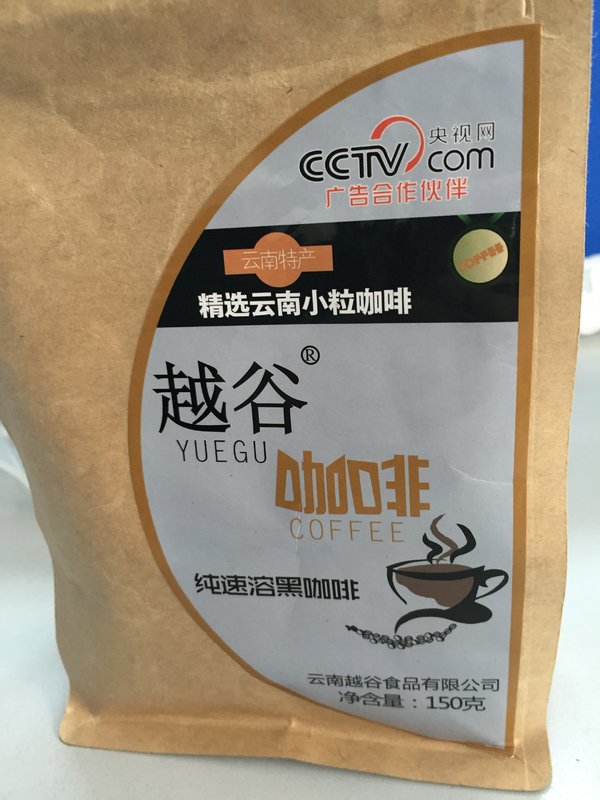 央视网
CCTV.com
广告合作伙伴
云南特产
COFFEE
精选云南小粒咖啡
越谷®
YUEGU
咖啡
COFFEE
纯速溶黑咖啡
云南越谷食品有限公司
净含量：150克